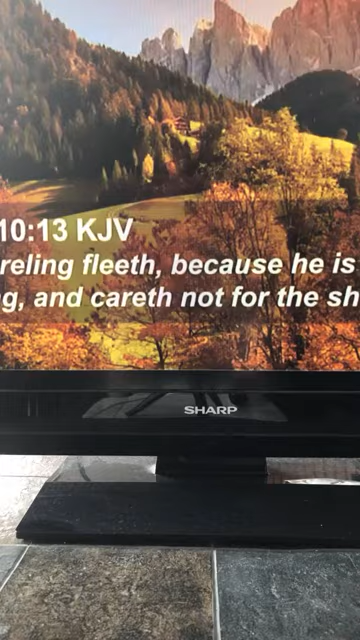 10:13 KJV
reling fleeth, because he is
g, and careth not for the sh
SHARP